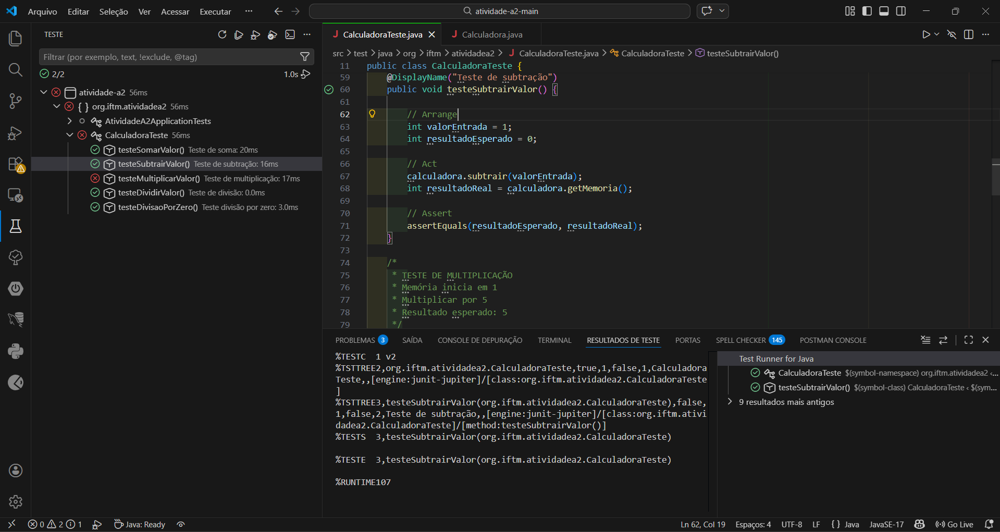 Arquivo Editar Seleção Ver Acessar Executar ··· atividade-a2-main
TESTE
Filtrar (por exemplo, text, !exclude, @tag)
2/2 1.0s
atividade-a2 56ms
{ } org.iftm.atividadea2 56ms
AtividadeA2ApplicationTests
CalculadoraTeste 56ms
testeSomarValor() Teste de soma: 20ms
testeSubtrairValor() Teste de subtração: 16ms
testeMultiplicarValor() Teste de multiplicação: 17ms
testeDividirValor() Teste de divisão: 0.0ms
testeDivisaoPorZero() Teste divisão por zero: 3.0ms
J CalculadoraTeste.java J Calculadora.java
src > test > java > org > iftm > atividadea2 > J CalculadoraTeste.java > CalculadoraTeste > testeSubtrairValor()
11 public class CalculadoraTeste {
59 @DisplayName("Teste de subtração")
60 public void testeSubtrairValor() {
61
62 // Arrange
63 int valorEntrada = 1;
64 int resultadoEsperado = 0;
65
66 // Act
67 calculadora.subtrair(valorEntrada);
68 int resultadoReal = calculadora.getMemoria();
69
70 // Assert
71 assertEquals(resultadoEsperado, resultadoReal);
72 }
73
74 /*
75 * TESTE DE MULTIPLICAÇÃO
76 * Memória inicia em 1
77 * Multiplicar por 5
78 * Resultado esperado: 5
79 */
PROBLEMAS 3 SAÍDA CONSOLE DE DEPURAÇÃO TERMINAL RESULTADOS DE TESTE PORTAS SPELL CHECKER 145 POSTMAN CONSOLE
%TESTC 1 v2
%TSTTREE2,org.iftm.atividadea2.CalculadoraTeste,true,1,false,1,Calculadora
Teste,,[engine:junit-jupiter]/[class:org.iftm.atividadea2.CalculadoraTeste
]
%TSTTREE3,testeSubtrairValor(org.iftm.atividadea2.CalculadoraTeste),false,
1,false,2,Teste de subtração,,[engine:junit-jupiter]/[class:org.iftm.ativi
dadea2.CalculadoraTeste]/[method:testeSubtrairValor()]
%TESTS 3,testeSubtrairValor(org.iftm.atividadea2.CalculadoraTeste)
%TESTE 3,testeSubtrairValor(org.iftm.atividadea2.CalculadoraTeste)
%RUNTIME107
Test Runner for Java
CalculadoraTeste $(symbol-namespace) org.iftm.atividadea2 <...
testeSubtrairValor() $(symbol-class) CalculadoraTeste < $(sym...
9 resultados mais antigos
0 2 1 Java: Ready Ln 62, Col 19 Espaços: 4 UTF-8 LF { } Java JavaSE-17 Go Live